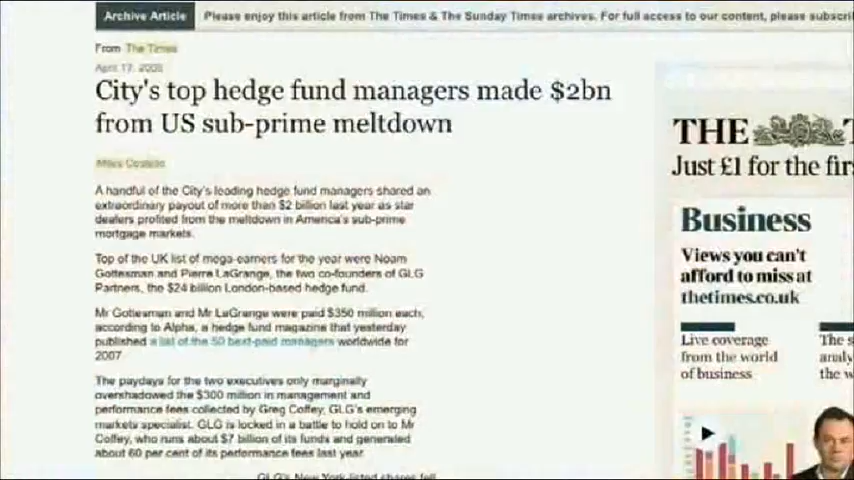 Archive Article Please enjoy this article from The Times & The Sunday Times archives. For full access to our content, please subscri
From The Times
April 17, 2008
City's top hedge fund managers made $2bn
from US sub-prime meltdown
Miles Costello
A handful of the City's leading hedge fund managers shared an
extraordinary payout of more than $2 billion last year as star
dealers profited from the meltdown in America's sub-prime
mortgage markets.
Top of the UK list of mega-earners for the year were Noam
Gottesman and Pierre LaGrange, the two co-founders of GLG
Partners, the $24 billion London-based hedge fund.
Mr Gottesman and Mr LaGrange were paid $350 million each,
according to Alpha, a hedge fund magazine that yesterday
published a list of the 50 best-paid managers worldwide for
2007.
The paydays for the two executives only marginally
overshadowed the $300 million in management and
performance fees collected by Greg Coffey, GLG's emerging
markets specialist. GLG is locked in a battle to hold on to Mr
Coffey, who runs about $7 billion of its funds and generated
about 60 per cent of its performance fees last year.
GLG's New York-listed shares fell
THE T
Just £1 for the fir
Business
Views you can't
afford to miss at
thetimes.co.uk
Live coverage
from the world
of business
The s
analy
the w